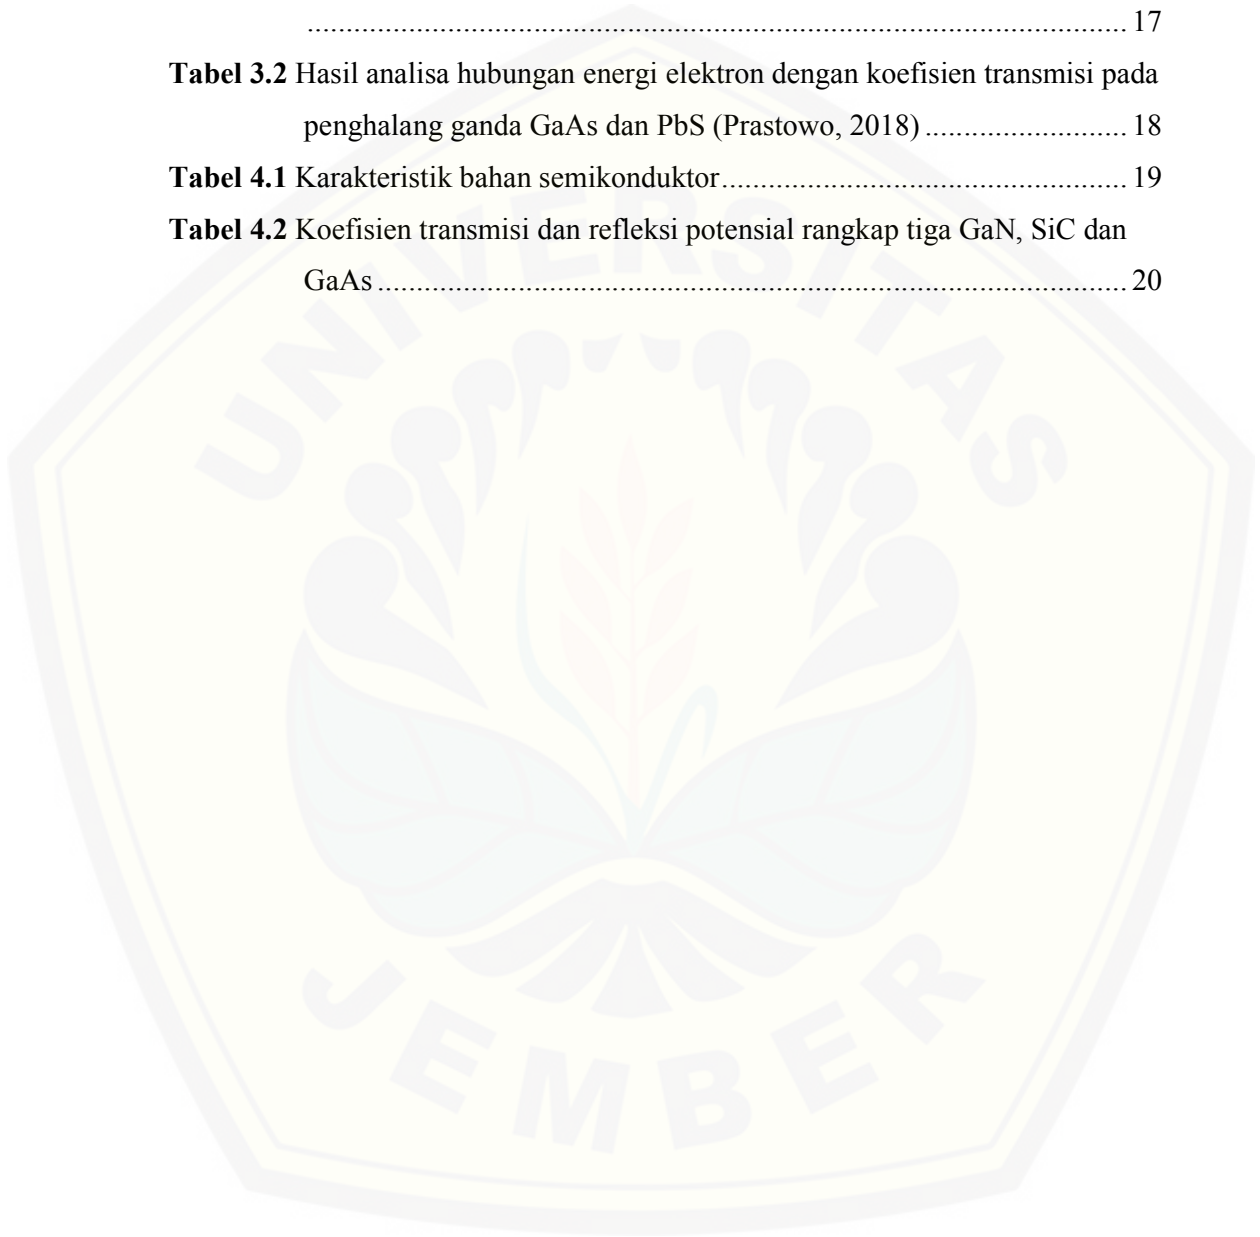 ........................................................................................................ 17
Tabel 3.2 Hasil analisa hubungan energi elektron dengan koefisien transmisi pada
penghalang ganda GaAs dan PbS (Prastowo, 2018) .......................... 18
Tabel 4.1 Karakteristik bahan semikonduktor .................................................... 19
Tabel 4.2 Koefisien transmisi dan refleksi potensial rangkap tiga GaN, SiC dan
GaAs ................................................................................................ 20
UNIVERSITAS
JEMBER